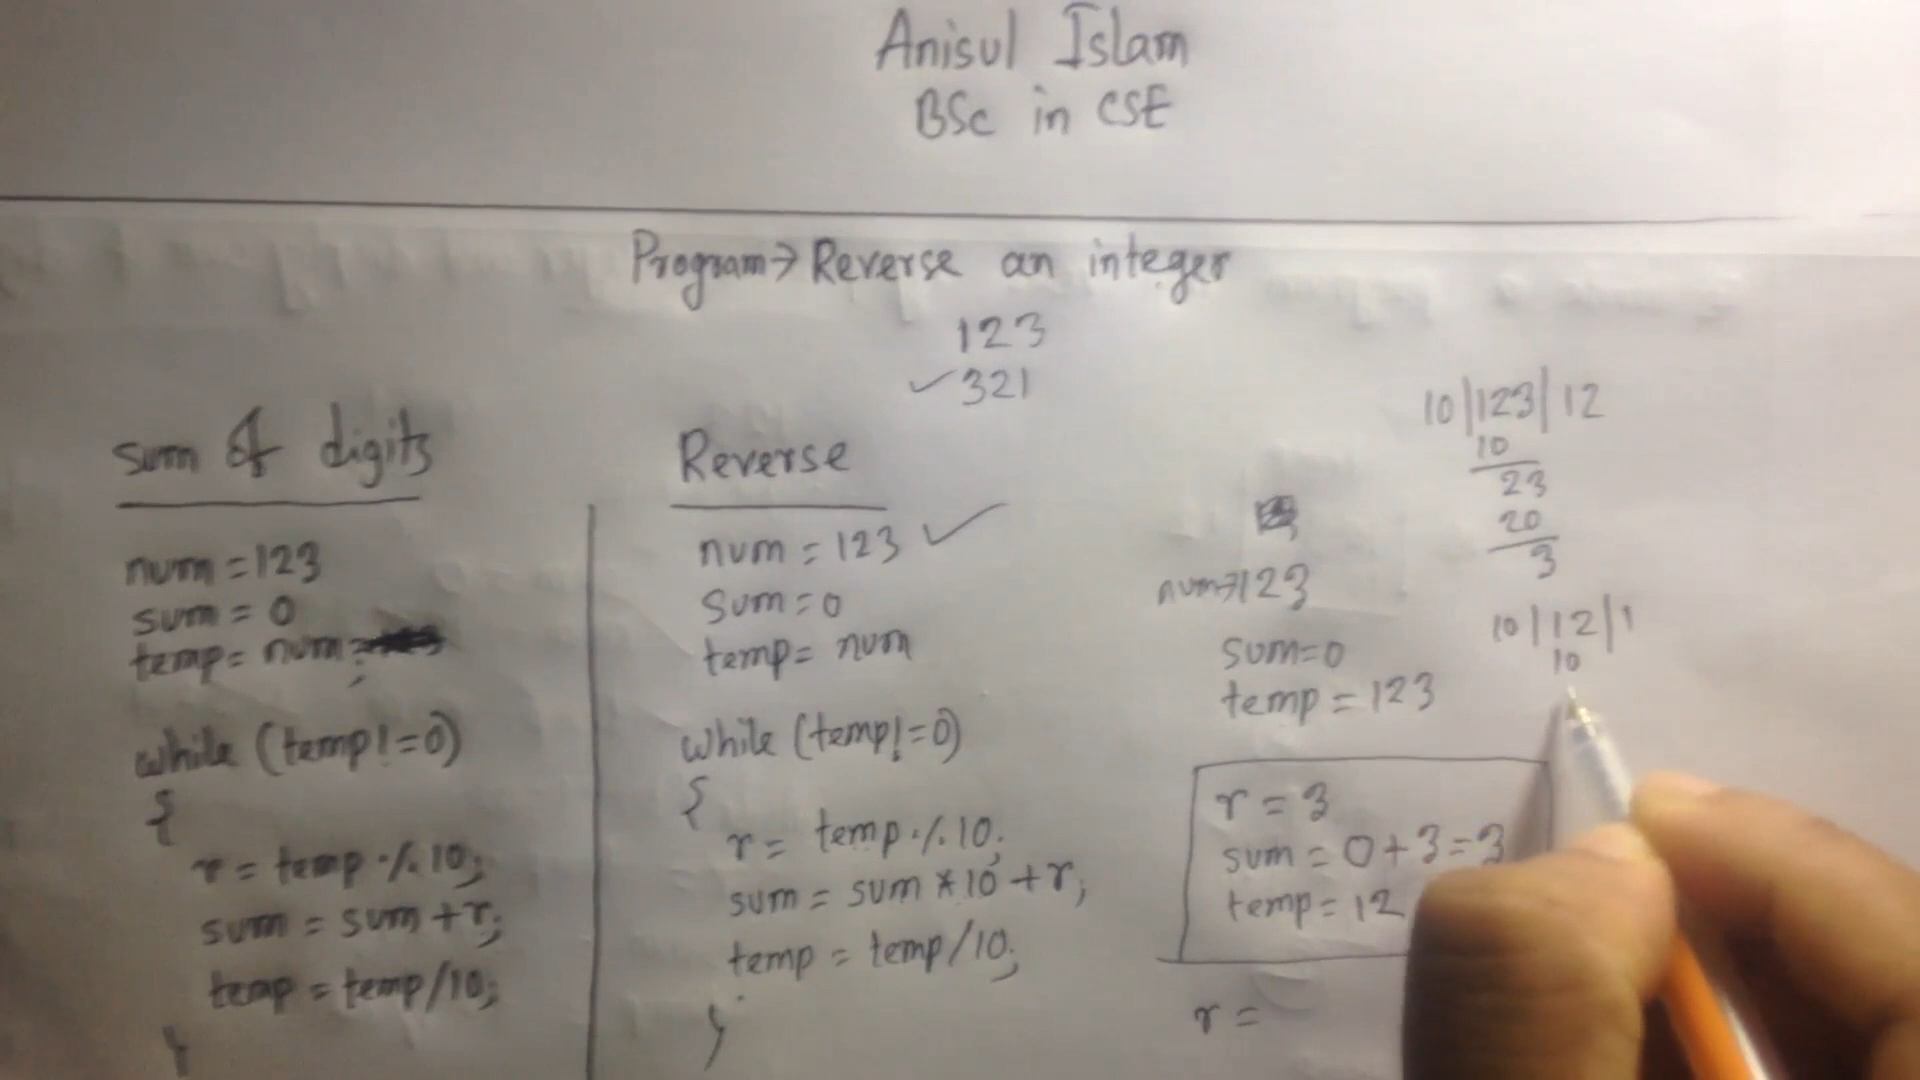 Anisul Islam
BSc in CSE
Program→ Reverse an integer
123
✓321
sum of digits
num = 123
sum = 0
temp = num;
while (temp! = 0)
{
r = temp % 10;
sum = sum + r;
temp = temp/10;
}
Reverse
num = 123 ✓
sum = 0
temp = num
while (temp! = 0)
{
r = temp % 10;
sum = sum * 10 + r;
temp = temp/10;
}
num→123
sum=0
temp = 123
r = 3
sum = 0+3=3
temp = 12
r =
10|123|12
10
23
20
3
10|12|1
10